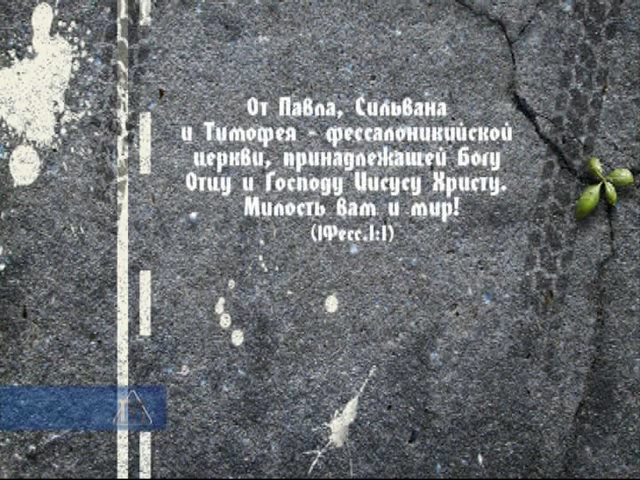 От Павла, Сильвана
и Тимофея - фессалоникийской
церкви, принадлежащей Богу
Отцу и Господу Иисусу Христу.
Милость вам и мир!
(1Фесс.1:1)